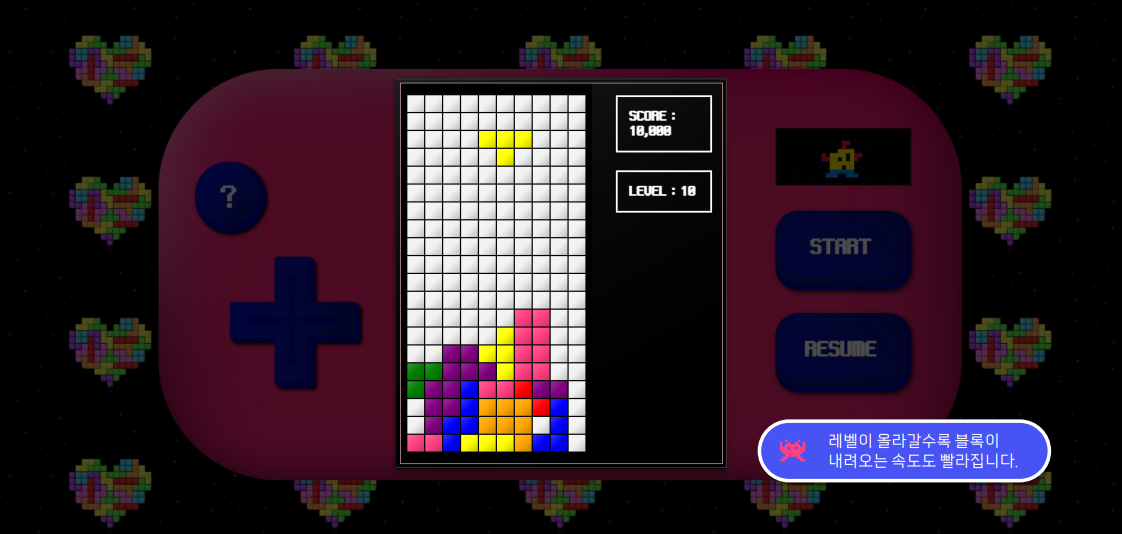 SCORE :
10,000
LEVEL : 10
?
START
RESUME
레벨이 올라갈수록 블록이
내려오는 속도도 빨라집니다.